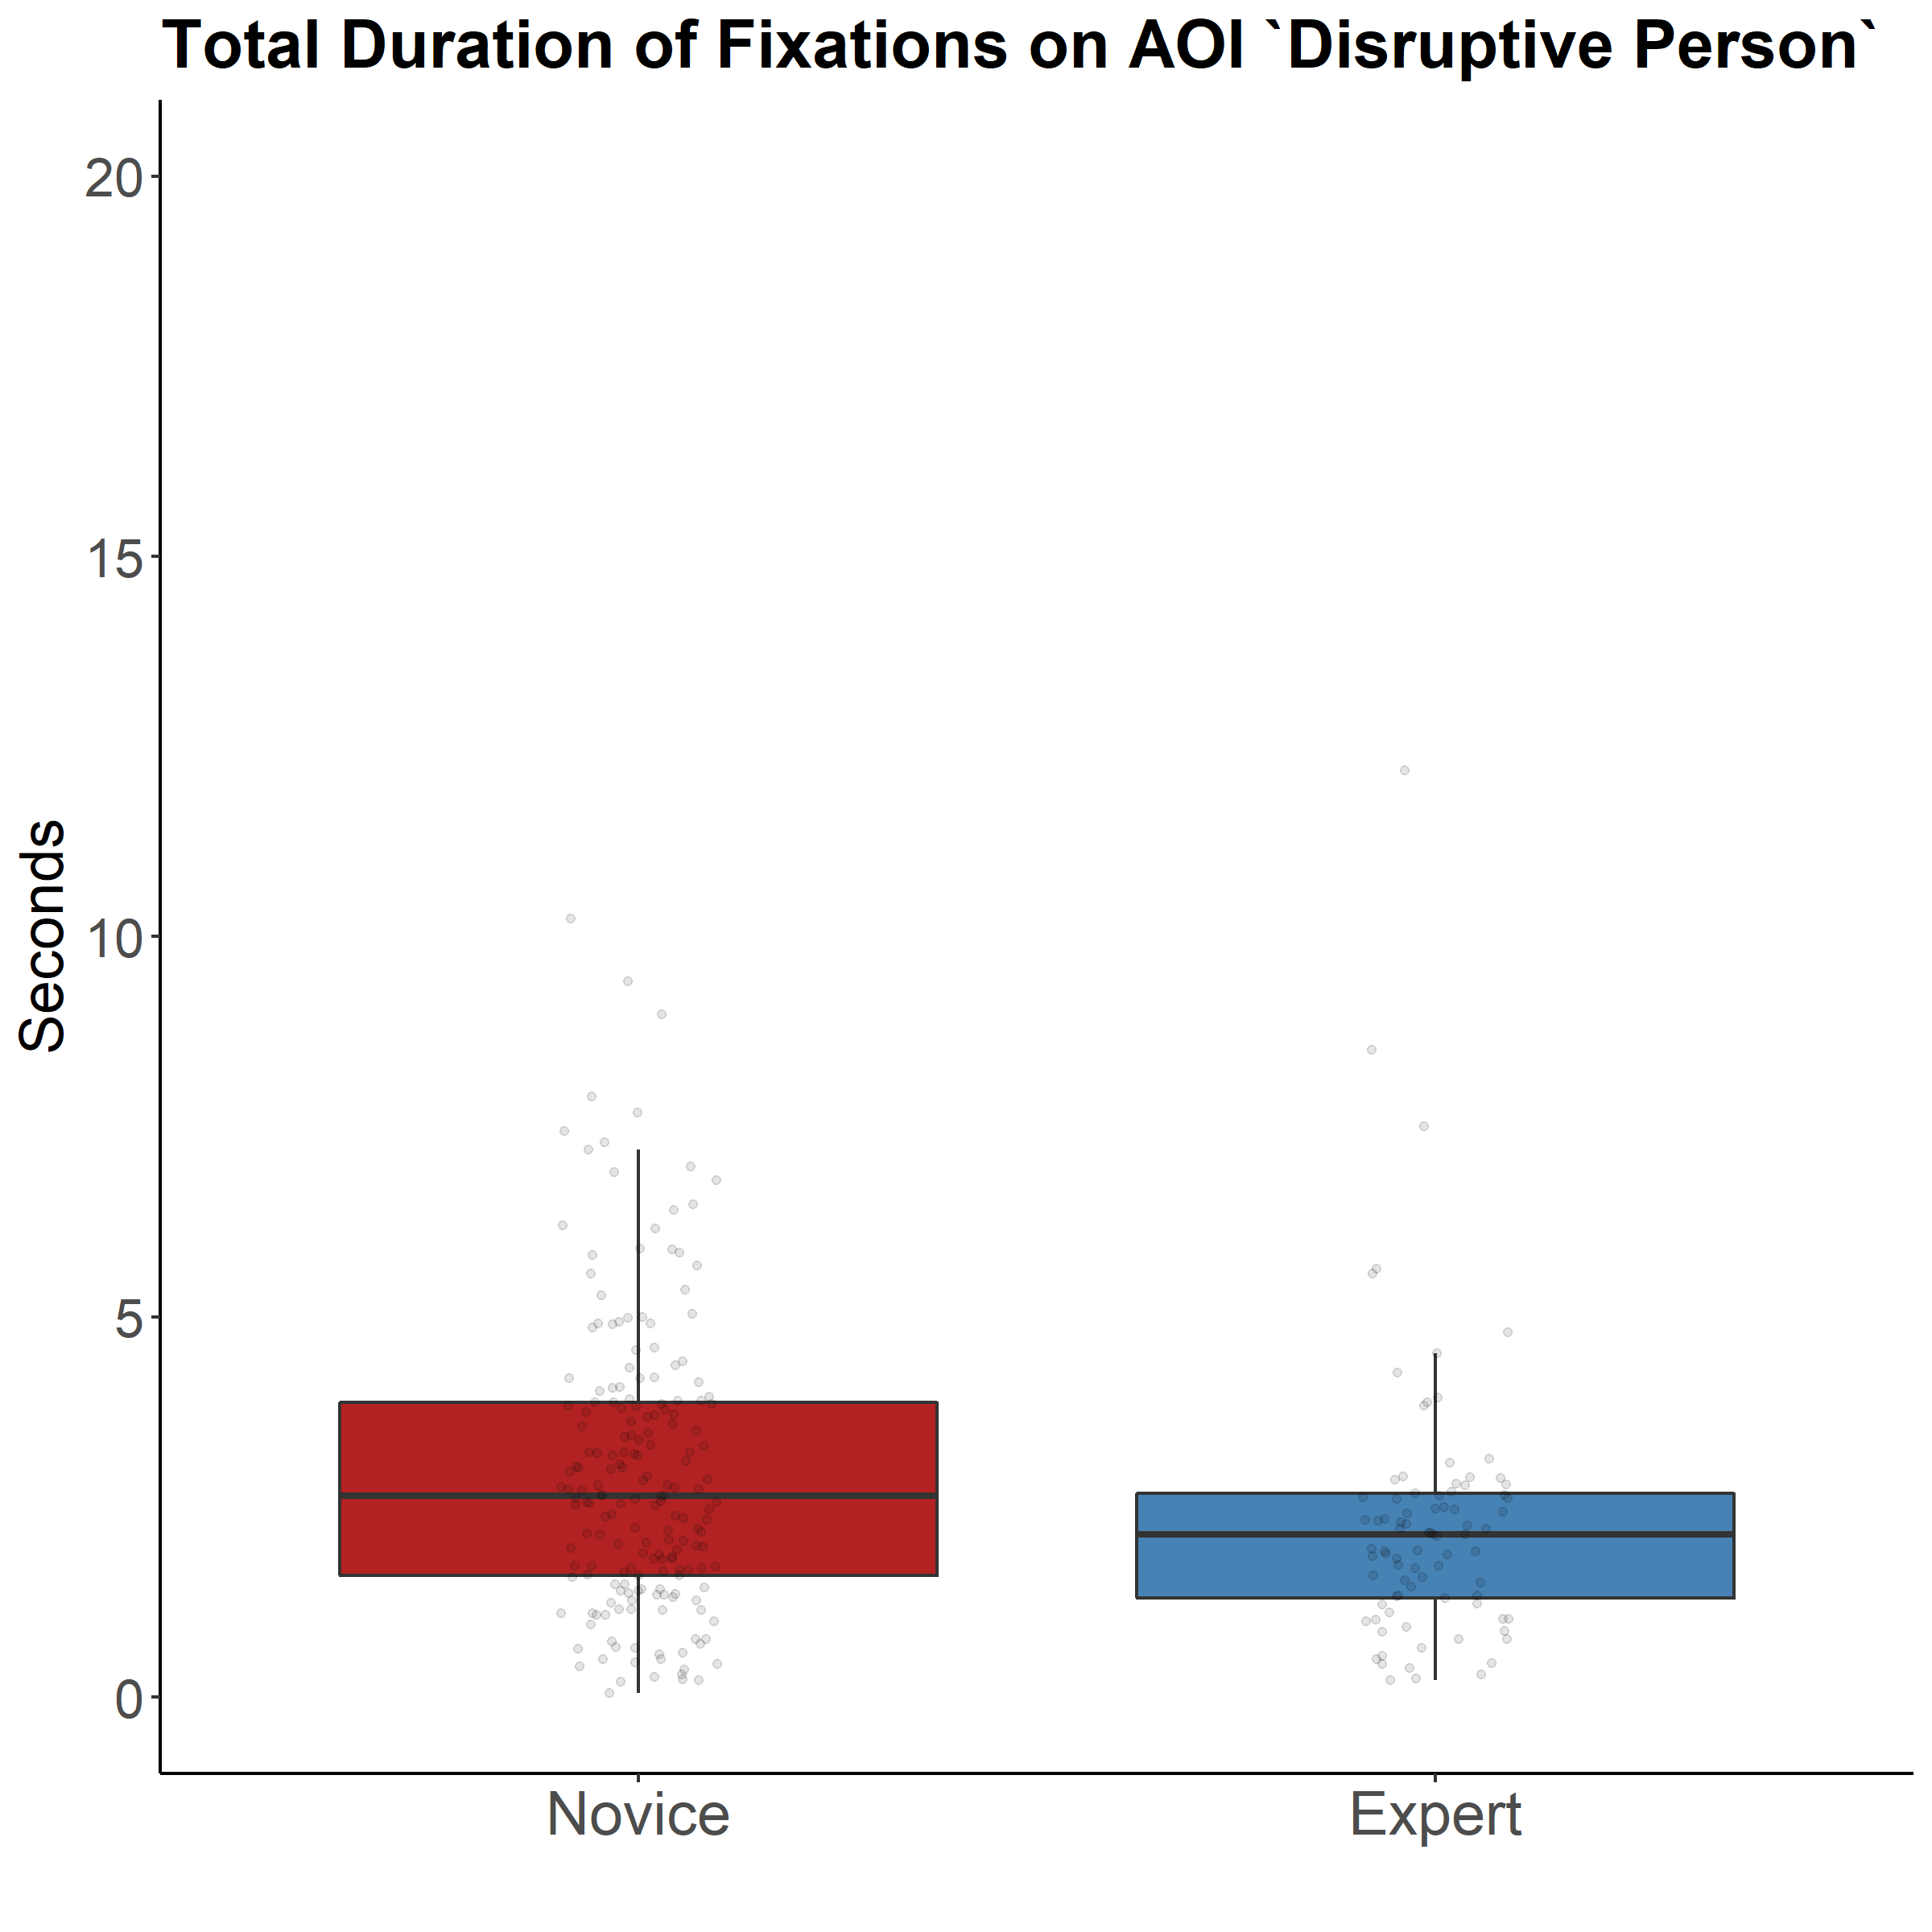 Total Duration of Fixations on AOI `Disruptive Person`
20
15
10
5
0
Seconds
Novice
Expert